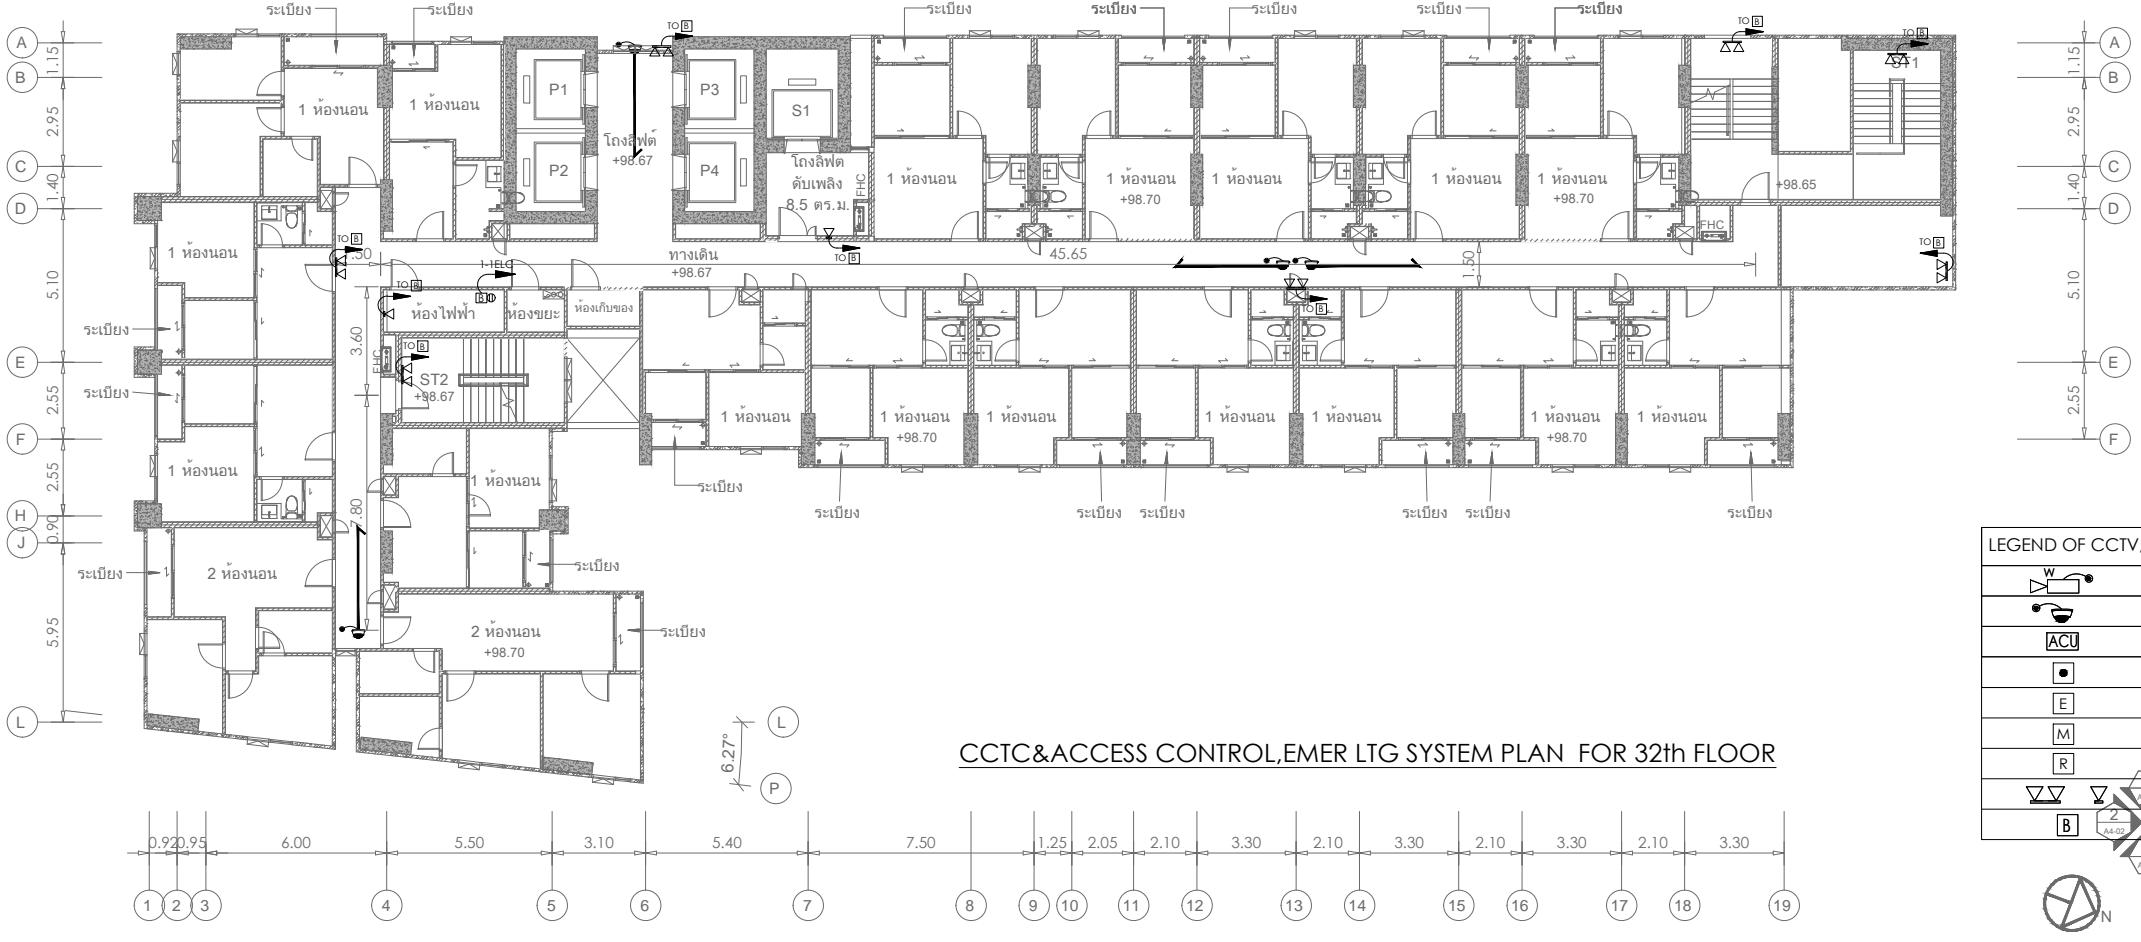 ระเบียง
ระเบียง
ระเบียง
ระเบียง
ระเบียง
ระเบียง
ระเบียง
TO B
TO B
TO B
A
1.15
B
2.95
C
1.40
D
5.10
E
2.55
F
2.55
H
0.90
J
5.95
L
A
1.15
B
2.95
C
1.40
D
5.10
E
2.55
F
P1
P2
P3
P4
S1
ST1
1 ห้องนอน
1 ห้องนอน
โถงลิฟต์
+98.67
โถงลิฟต
ดับเพลิง
8.5 ตร.ม.
FHC
1 ห้องนอน
1 ห้องนอน
+98.70
1 ห้องนอน
1 ห้องนอน
1 ห้องนอน
+98.70
+98.65
FHC
1 ห้องนอน
TO B
.50
1-1ELC
ทางเดิน
+98.67
TO B
45.65
1.50
TO B
TO B
ห้องไฟฟ้า
ห้องขยะ
ห้องเก็บของ
TO B
ระเบียง
3.60
FHC
TO B
ST2
+98.67
ระเบียง
1 ห้องนอน
1 ห้องนอน
+98.70
1 ห้องนอน
1 ห้องนอน
1 ห้องนอน
1 ห้องนอน
+98.70
1 ห้องนอน
1 ห้องนอน
1 ห้องนอน
ระเบียง
ระเบียง
ระเบียง
ระเบียง
ระเบียง
ระเบียง
ระเบียง
7.80
ระเบียง
2 ห้องนอน
ระเบียง
2 ห้องนอน
+98.70
ระเบียง
LEGEND OF CCTV,
W
ACU
E
M
R
B
2
A4-02
L
6.27°
P
CCTC&ACCESS CONTROL,EMER LTG SYSTEM PLAN FOR 32th FLOOR
0.92 0.95 6.00 5.50 3.10 5.40 7.50 1.25 2.05 2.10 3.30 2.10 3.30 2.10 3.30 2.10 3.30
1 2 3 4 5 6 7 8 9 10 11 12 13 14 15 16 17 18 19
N